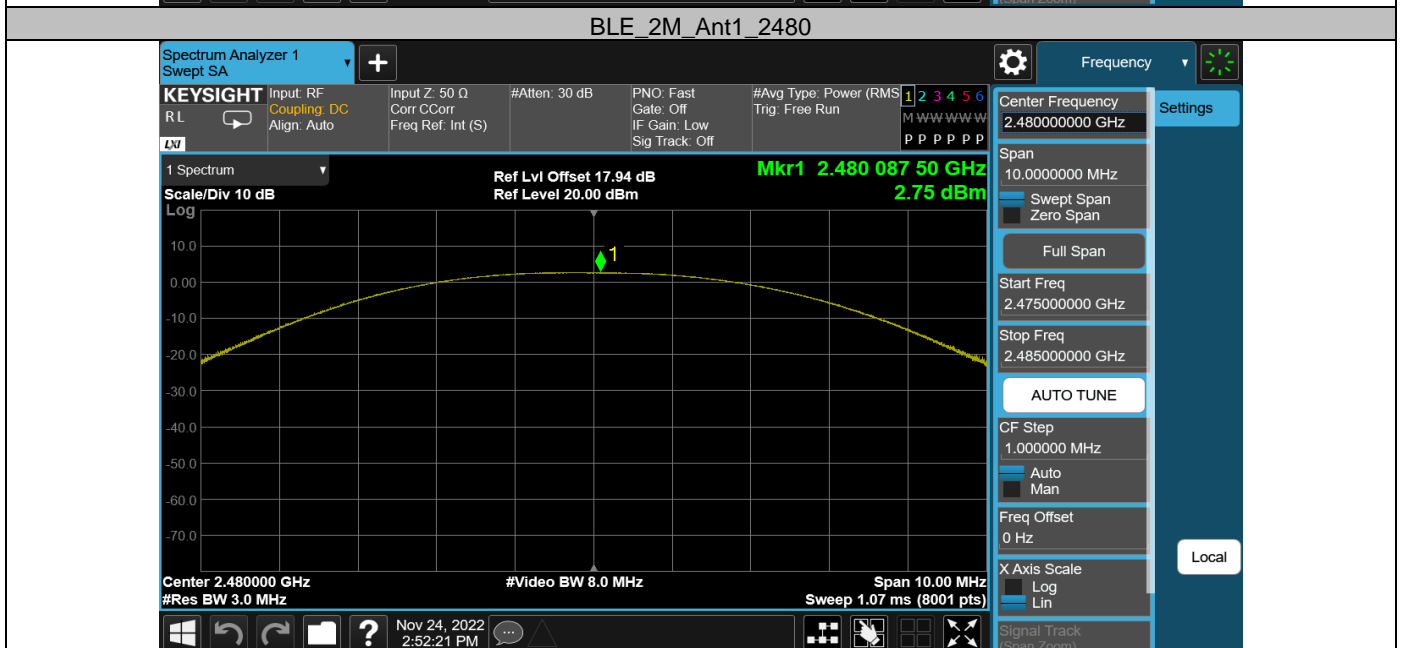 (Span Zoom)
BLE_2M_Ant1_2480
Spectrum Analyzer 1
Swept SA
+
Frequency
KEYSIGHT
RL
LXI
Input: RF
Coupling: DC
Align: Auto
Input Z: 50 Ω
Corr CCorr
Freq Ref: Int (S)
#Atten: 30 dB
PNO: Fast
Gate: Off
IF Gain: Low
Sig Track: Off
#Avg Type: Power (RMS
Trig: Free Run
1 2 3 4 5 6
M W W W W W
P P P P P P
Center Frequency
2.480000000 GHz
Settings
Span
10.0000000 MHz
Swept Span
Zero Span
Full Span
Start Freq
2.475000000 GHz
Stop Freq
2.485000000 GHz
AUTO TUNE
CF Step
1.000000 MHz
Auto
Man
Freq Offset
0 Hz
X Axis Scale
Log
Lin
Local
Signal Track
(Span Zoom)
1 Spectrum
Scale/Div 10 dB
Log
Ref Lvl Offset 17.94 dB
Ref Level 20.00 dBm
Mkr1 2.480 087 50 GHz
2.75 dBm
1
10.0
0.00
-10.0
-20.0
-30.0
-40.0
-50.0
-60.0
-70.0
Center 2.480000 GHz
#Res BW 3.0 MHz
#Video BW 8.0 MHz
Span 10.00 MHz
Sweep 1.07 ms (8001 pts)
?
Nov 24, 2022
2:52:21 PM